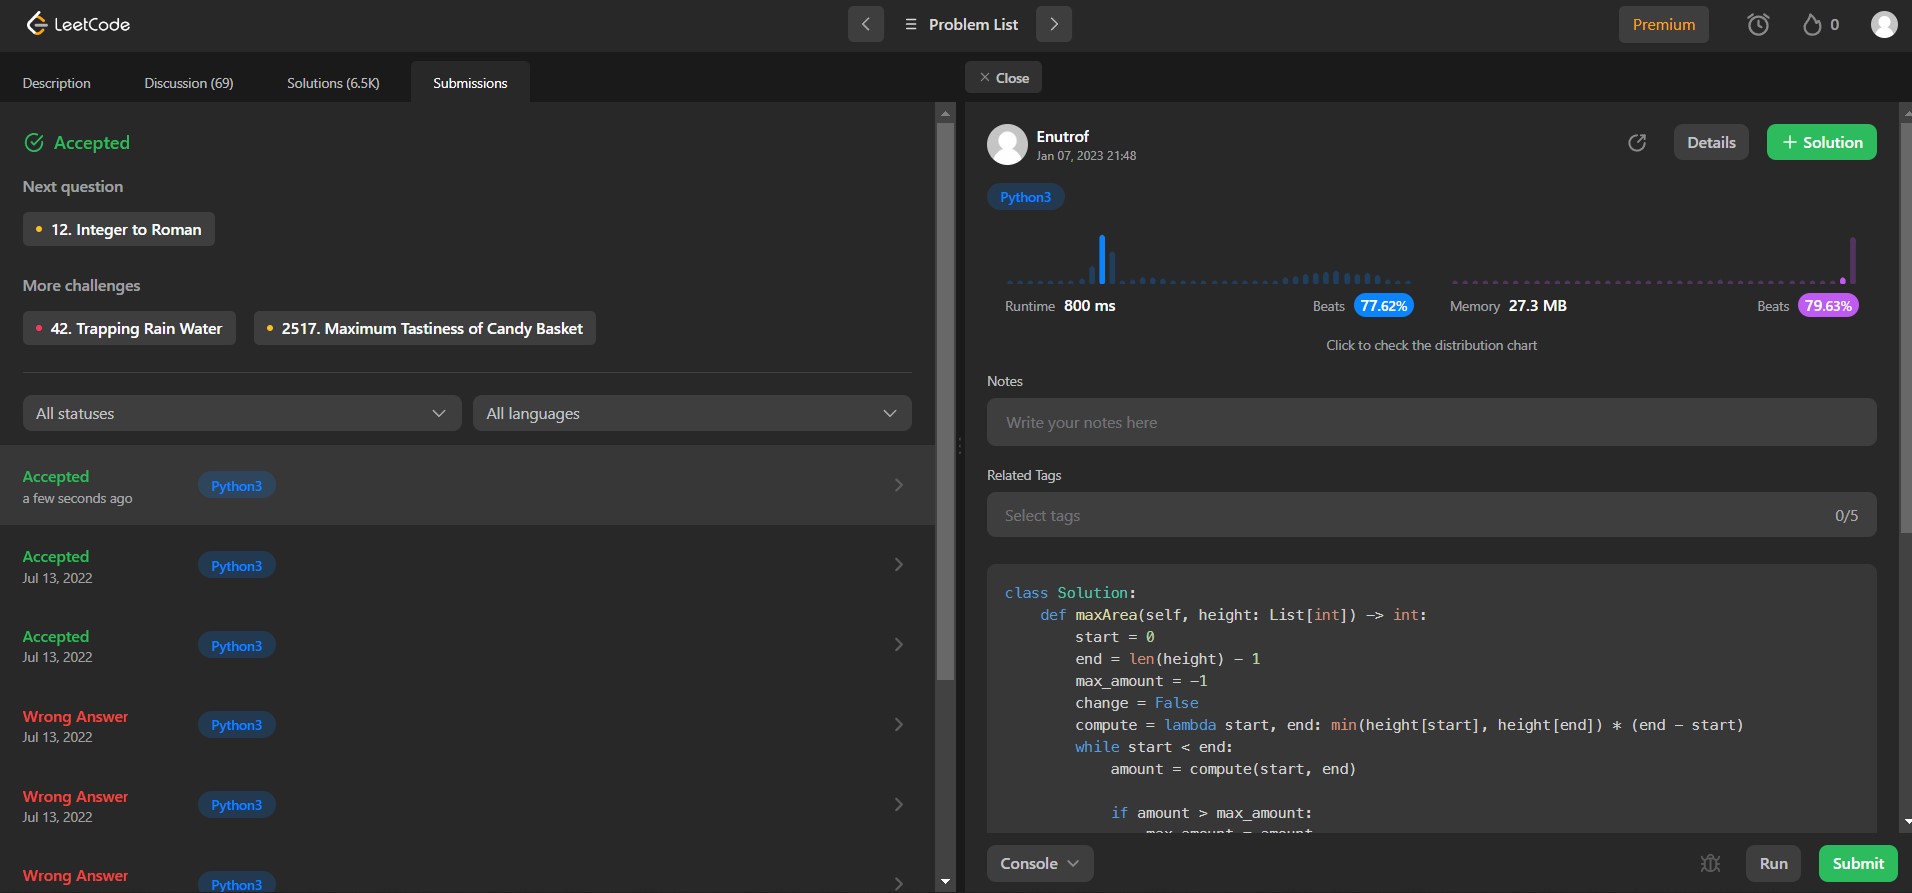 LeetCode
Problem List
Premium
0
Description
Discussion (69)
Solutions (6.5K)
Submissions
Close
Accepted
Next question
12. Integer to Roman
More challenges
42. Trapping Rain Water
2517. Maximum Tastiness of Candy Basket
All statuses
All languages
Accepted
a few seconds ago
Python3
Accepted
Jul 13, 2022
Python3
Accepted
Jul 13, 2022
Python3
Wrong Answer
Jul 13, 2022
Python3
Wrong Answer
Jul 13, 2022
Python3
Wrong Answer
Python3
Enutrof
Jan 07, 2023 21:48
Details
+ Solution
Python3
Runtime 800 ms
Beats 77.62%
Memory 27.3 MB
Beats 79.63%
Click to check the distribution chart
Notes
Write your notes here
Related Tags
Select tags
0/5
class Solution:
    def maxArea(self, height: List[int]) -> int:
        start = 0
        end = len(height) - 1
        max_amount = -1
        change = False
        compute = lambda start, end: min(height[start], height[end]) * (end - start)
        while start < end:
            amount = compute(start, end)
            if amount > max_amount:
                max_amount = amount
Console
Run
Submit